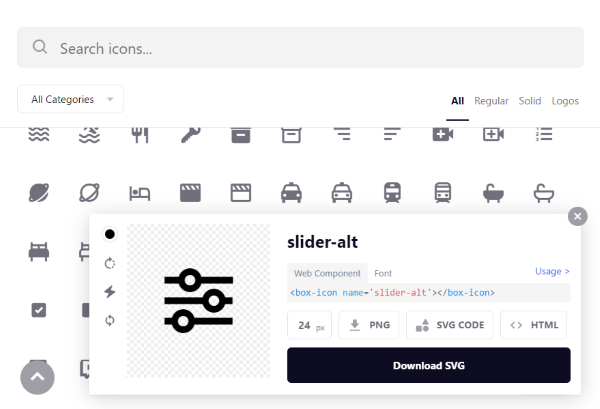 Search icons...
All Categories
All Regular Solid Logos
slider-alt
Web Component Font Usage >
<box-icon name='slider-alt'></box-icon>
24 px PNG SVG CODE <> HTML
Download SVG